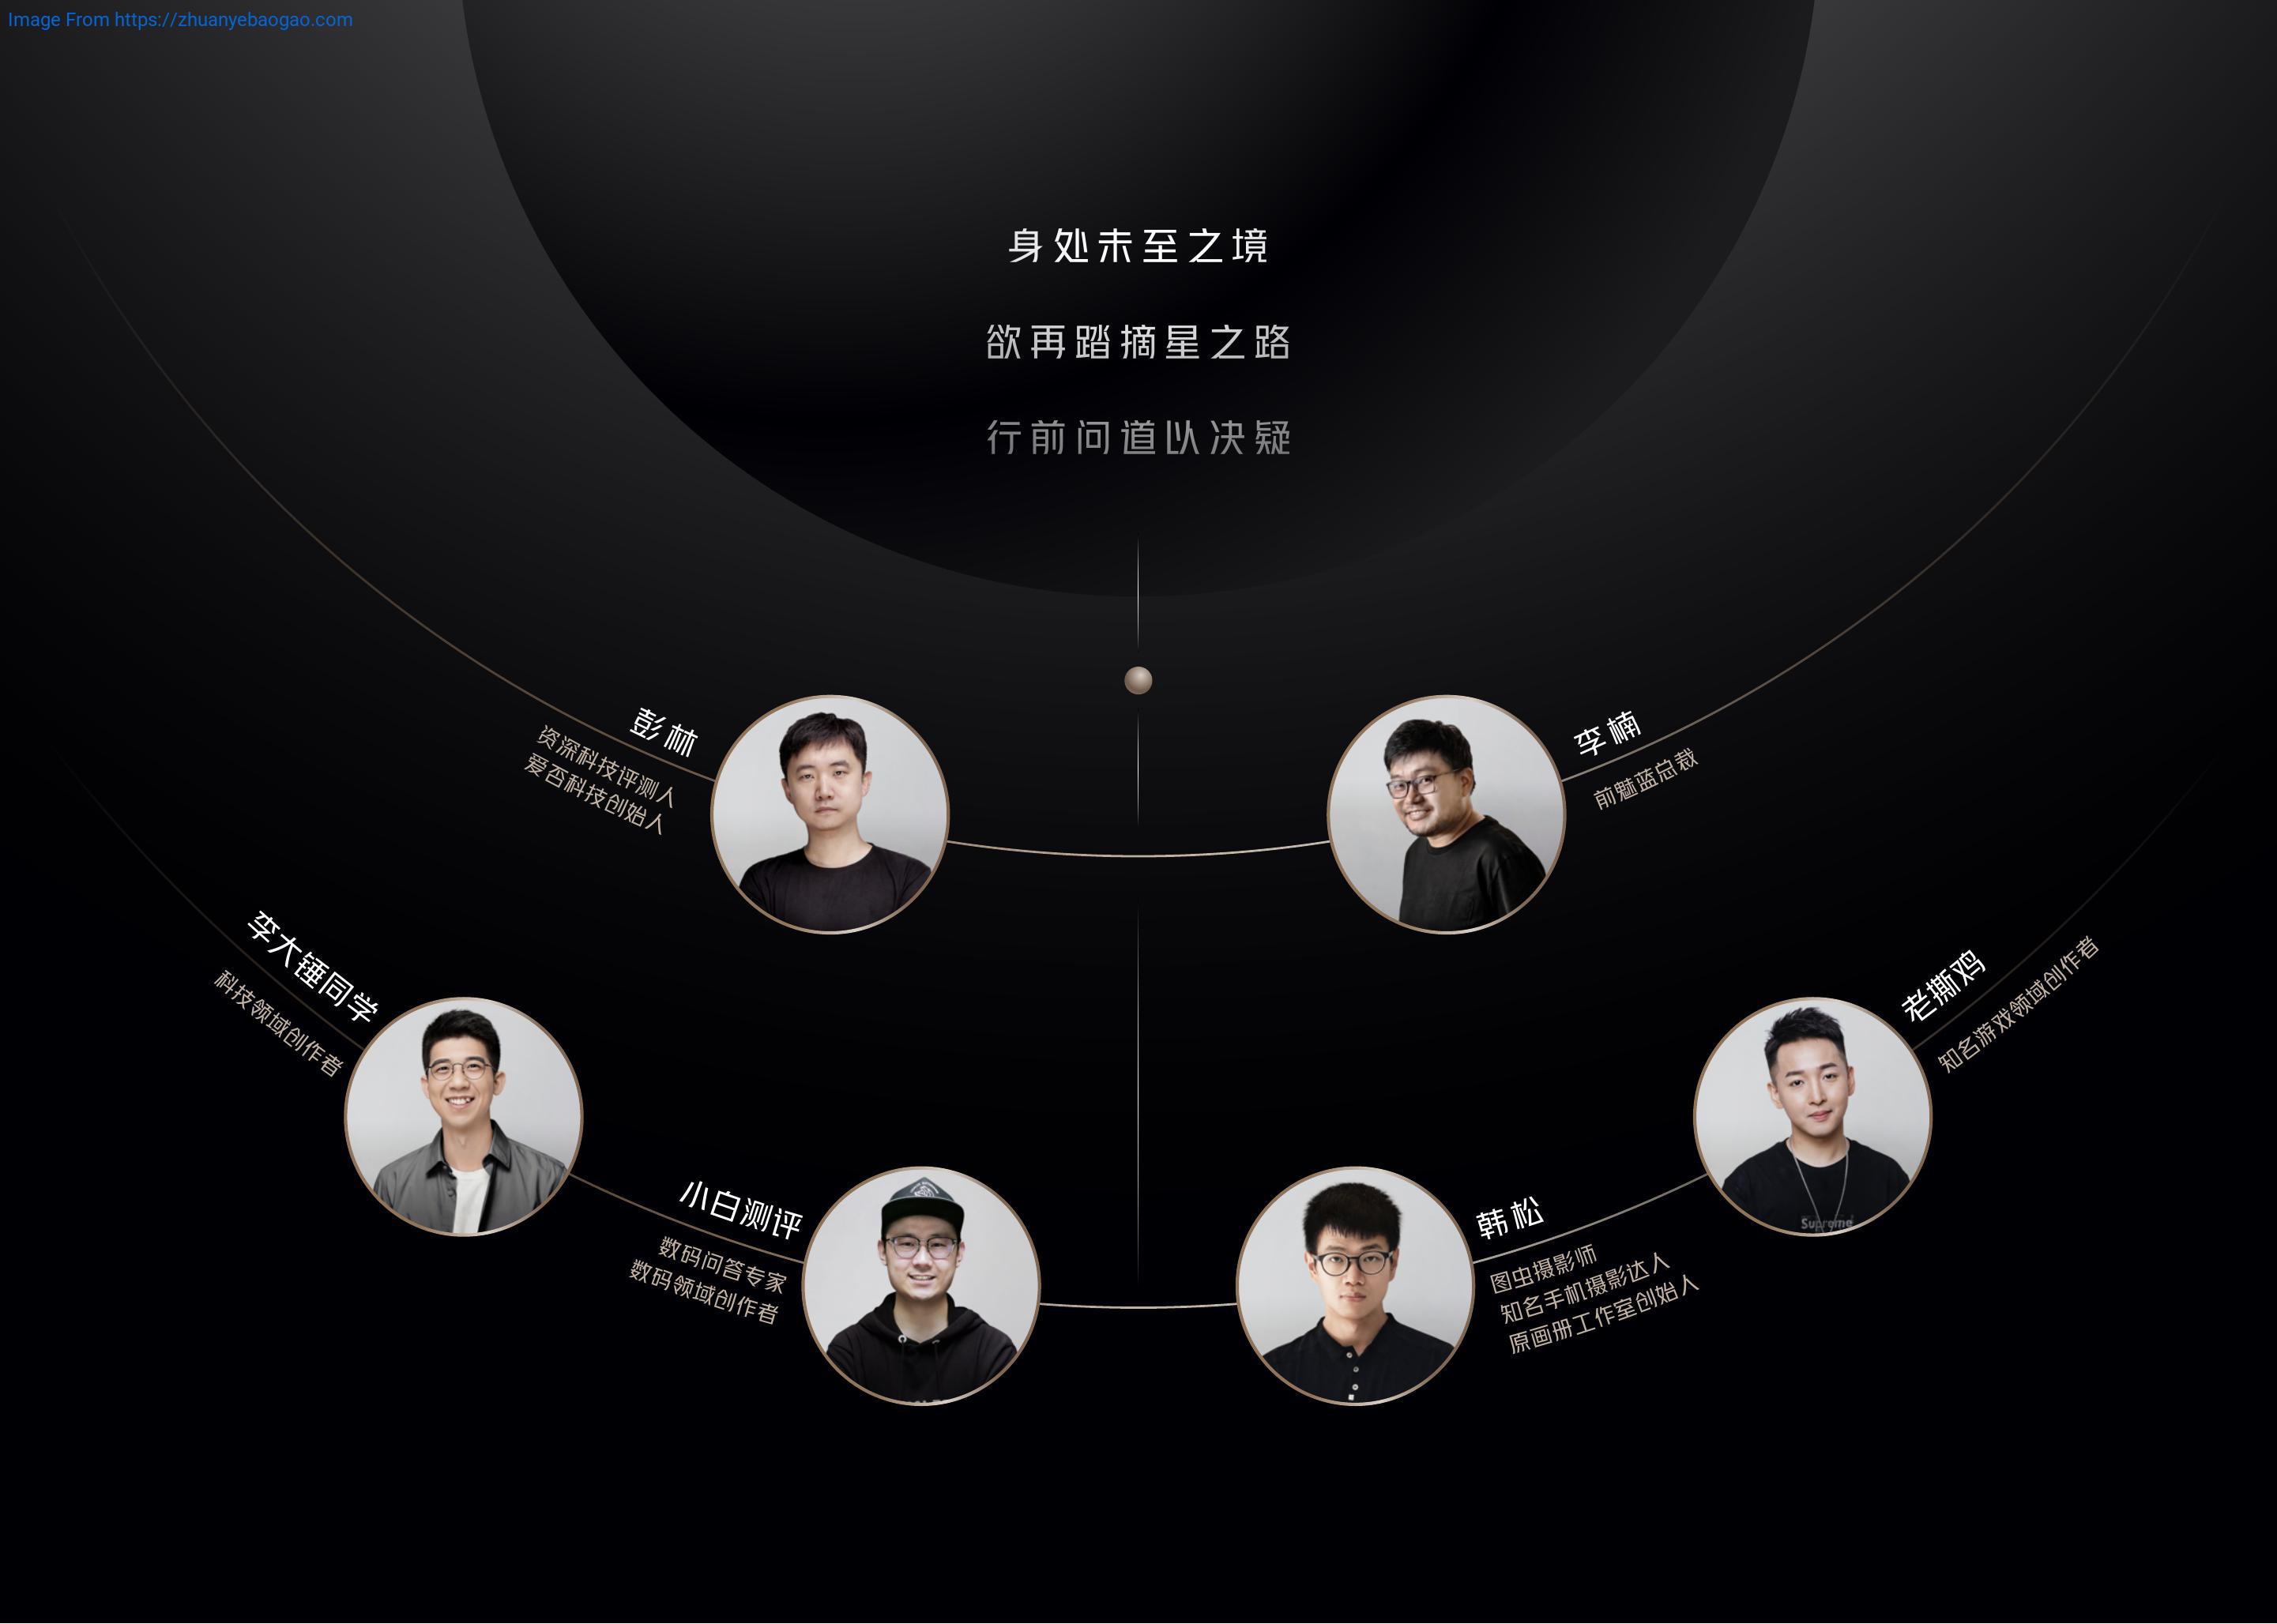 Image From https://zhuanyebaogao.com
身处未至之境
欲再踏摘星之路
行前问道以决疑
彭林
资深科技评测人
爱否科技创始人
李楠
前魅蓝总裁
李大锤同学
科技领域创作者
老撕鸡
知名游戏领域创作者
小白测评
数码问答专家
数码领域创作者
韩松
图虫摄影师
知名手机摄影达人
原画册工作室创始人
Supreme